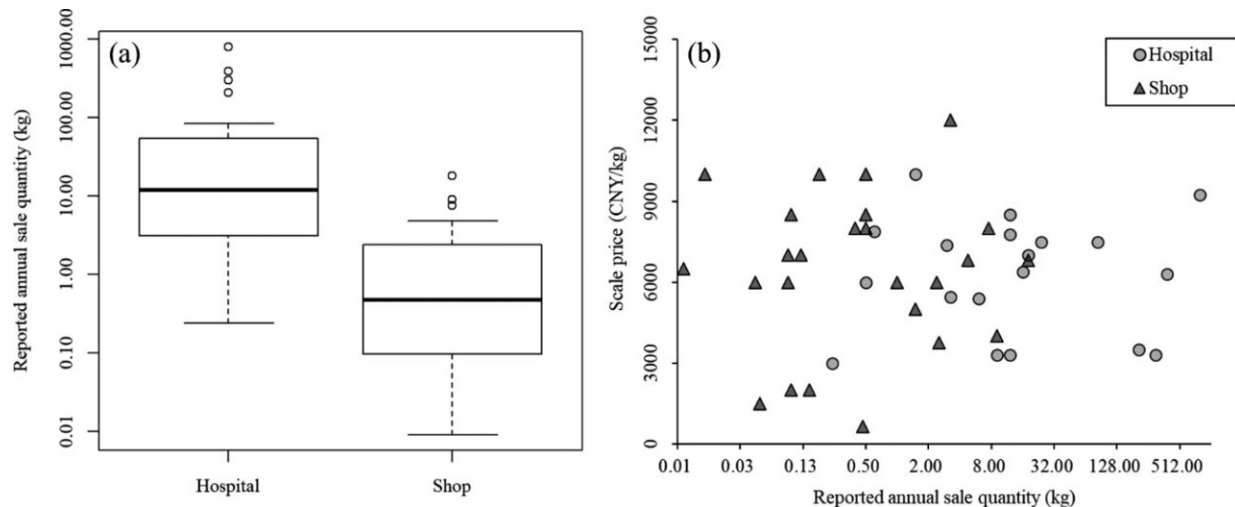 (a)
Reported annual sale quantity (kg)
1000.00
100.00
10.00
1.00
0.10
0.01
Hospital
Shop
(b)
Hospital
Shop
Scale price (CNY/kg)
15000
12000
9000
6000
3000
0
0.01 0.03 0.13 0.50 2.00 8.00 32.00 128.00 512.00
Reported annual sale quantity (kg)